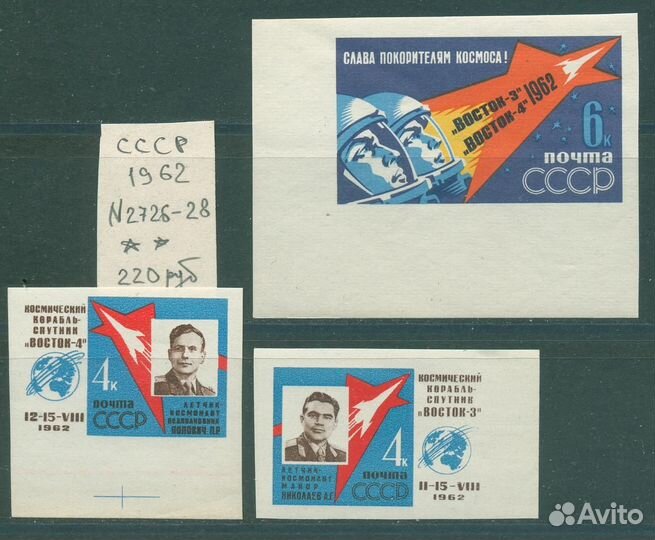 СЛАВА ПОКОРИТЕЛЯМ КОСМОСА!
„ВОСТОК-3"
„ВОСТОК-4" 1962
6к
почта
СССР
СССР
1962
N2726-28
220 руб
КОСМИЧЕСКИЙ
КОРАБЛЬ-
СПУТНИК
„ВОСТОК-4"
12-15-VIII
1962
4к
почта
СССР
ЛЕТЧИК-
КОСМОНАВТ
ПОДПОЛКОВНИК
ПОПОВИЧ П.Р.
ЛЕТЧИК-
КОСМОНАВТ
МАЙОР
НИКОЛАЕВ А.Г.
4к
почта
СССР
КОСМИЧЕСКИЙ
КОРАБЛЬ-
СПУТНИК
„ВОСТОК-3"
11-15-VIII
1962
Avito